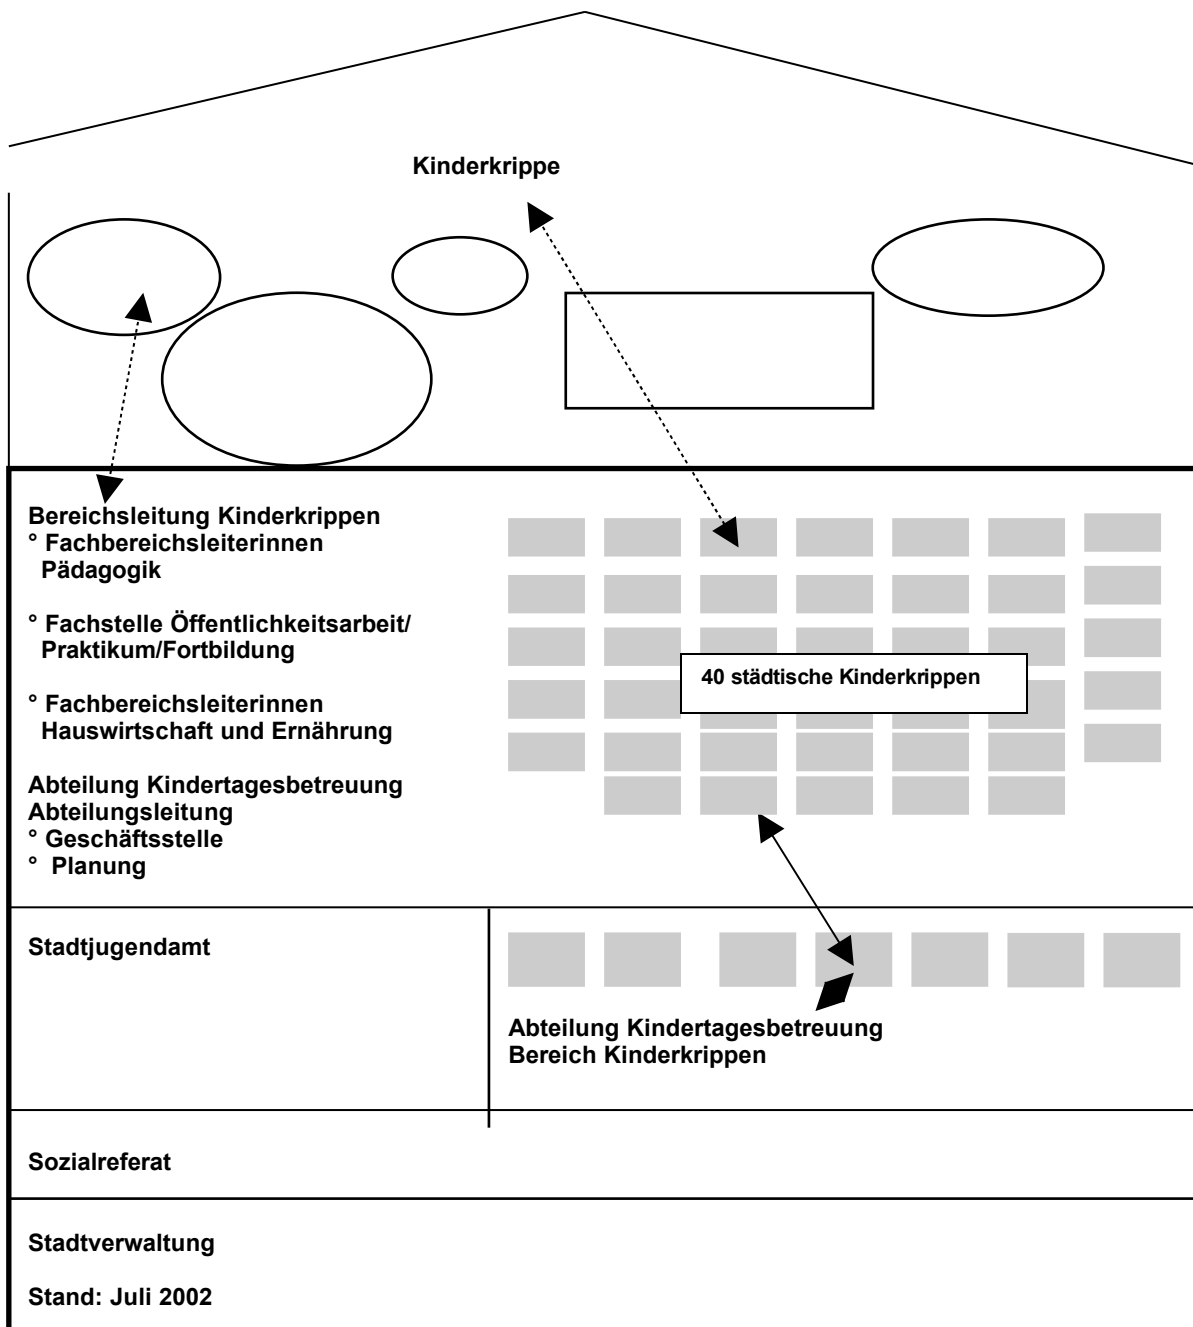 Kinderkrippe
Bereichsleitung Kinderkrippen
° Fachbereichsleiterinnen
Pädagogik
° Fachstelle Öffentlichkeitsarbeit/
Praktikum/Fortbildung
° Fachbereichsleiterinnen
Hauswirtschaft und Ernährung
Abteilung Kindertagesbetreuung
Abteilungsleitung
° Geschäftsstelle
° Planung
40 städtische Kinderkrippen
Stadtjugendamt
Abteilung Kindertagesbetreuung
Bereich Kinderkrippen
Sozialreferat
Stadtverwaltung
Stand: Juli 2002